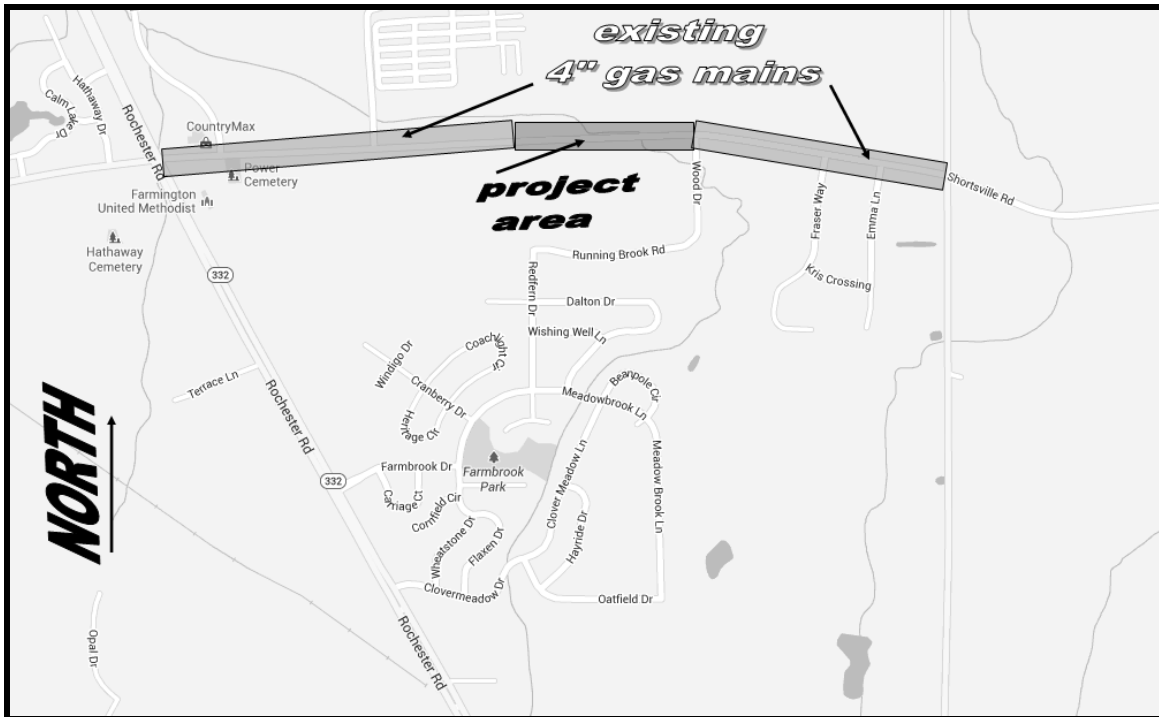 existing
4" gas mains
Hathaway Dr
Calm Lake Dr
Rochester Rd
CountryMax
Power
Cemetery
Farmington
United Methodist
Hathaway
Cemetery
project
area
Wood Dr
Fraser Way
Emma Ln
Shortsville Rd
Kris Crossing
332
Running Brook Rd
Redfern Dr
Dalton Dr
Wishing Well Ln
Coachlight Cir
Windigo Dr
Cranberry Dr
Heritage Cir
Terrace Ln
Rochester Rd
Meadowbrook Ln
Beanpole Cir
NORTH
332
Farmbrook Dr
Farmbrook
Park
Carriage Ct
Cornfield Cir
Clover Meadow Ln
Meadow Brook Ln
Wheatstone Dr
Flaxen Dr
Hayride Dr
Clovermeadow Dr
Oatfield Dr
Opal Dr
Rochester Rd